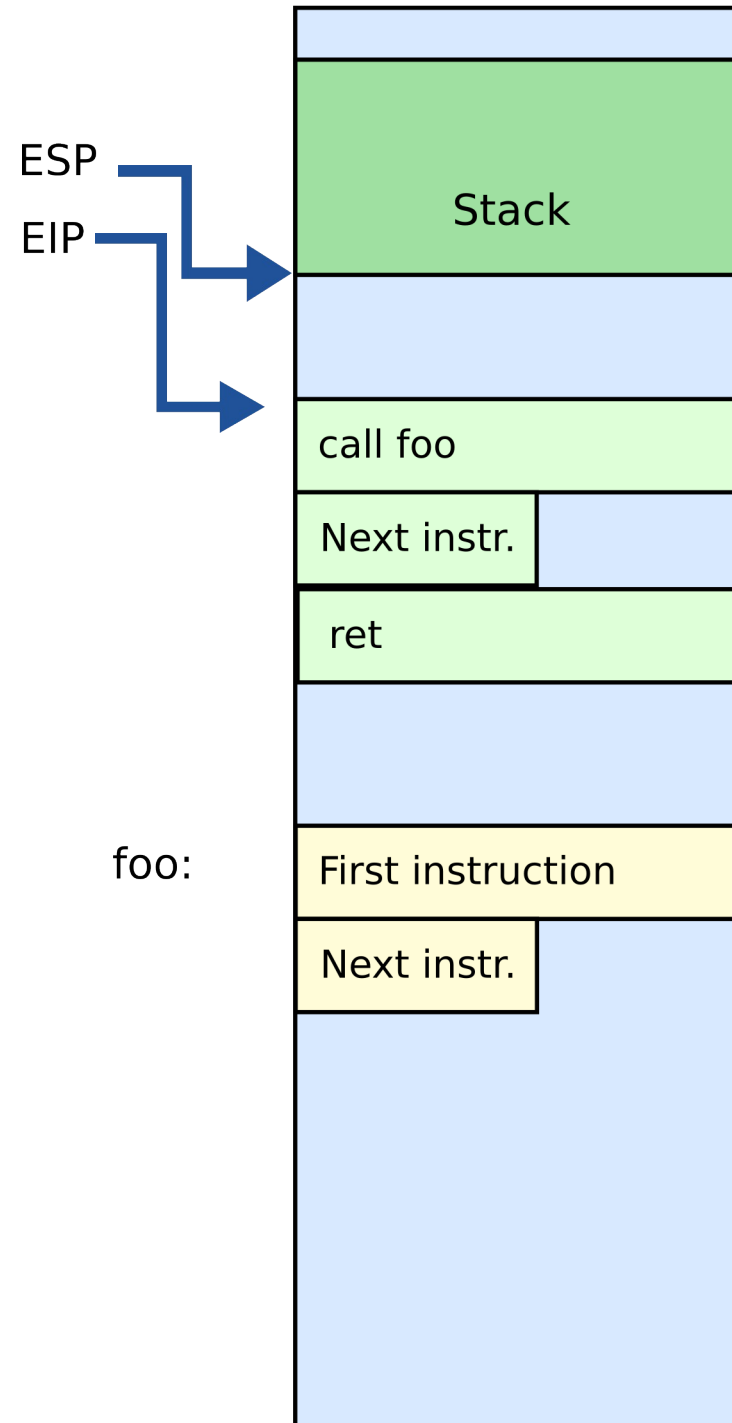 ESP
Stack
EIP
call foo
Next instr.
ret
foo:
First instruction
Next instr.